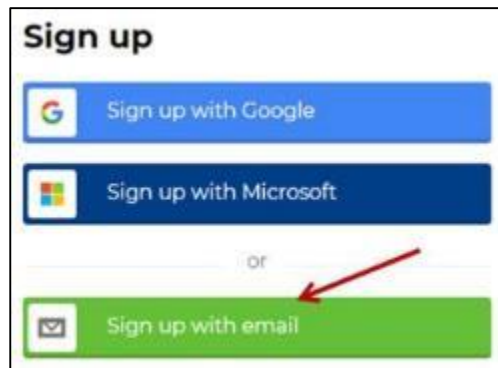 Sign up
Sign up with Google
Sign up with Microsoft
or
Sign up with email